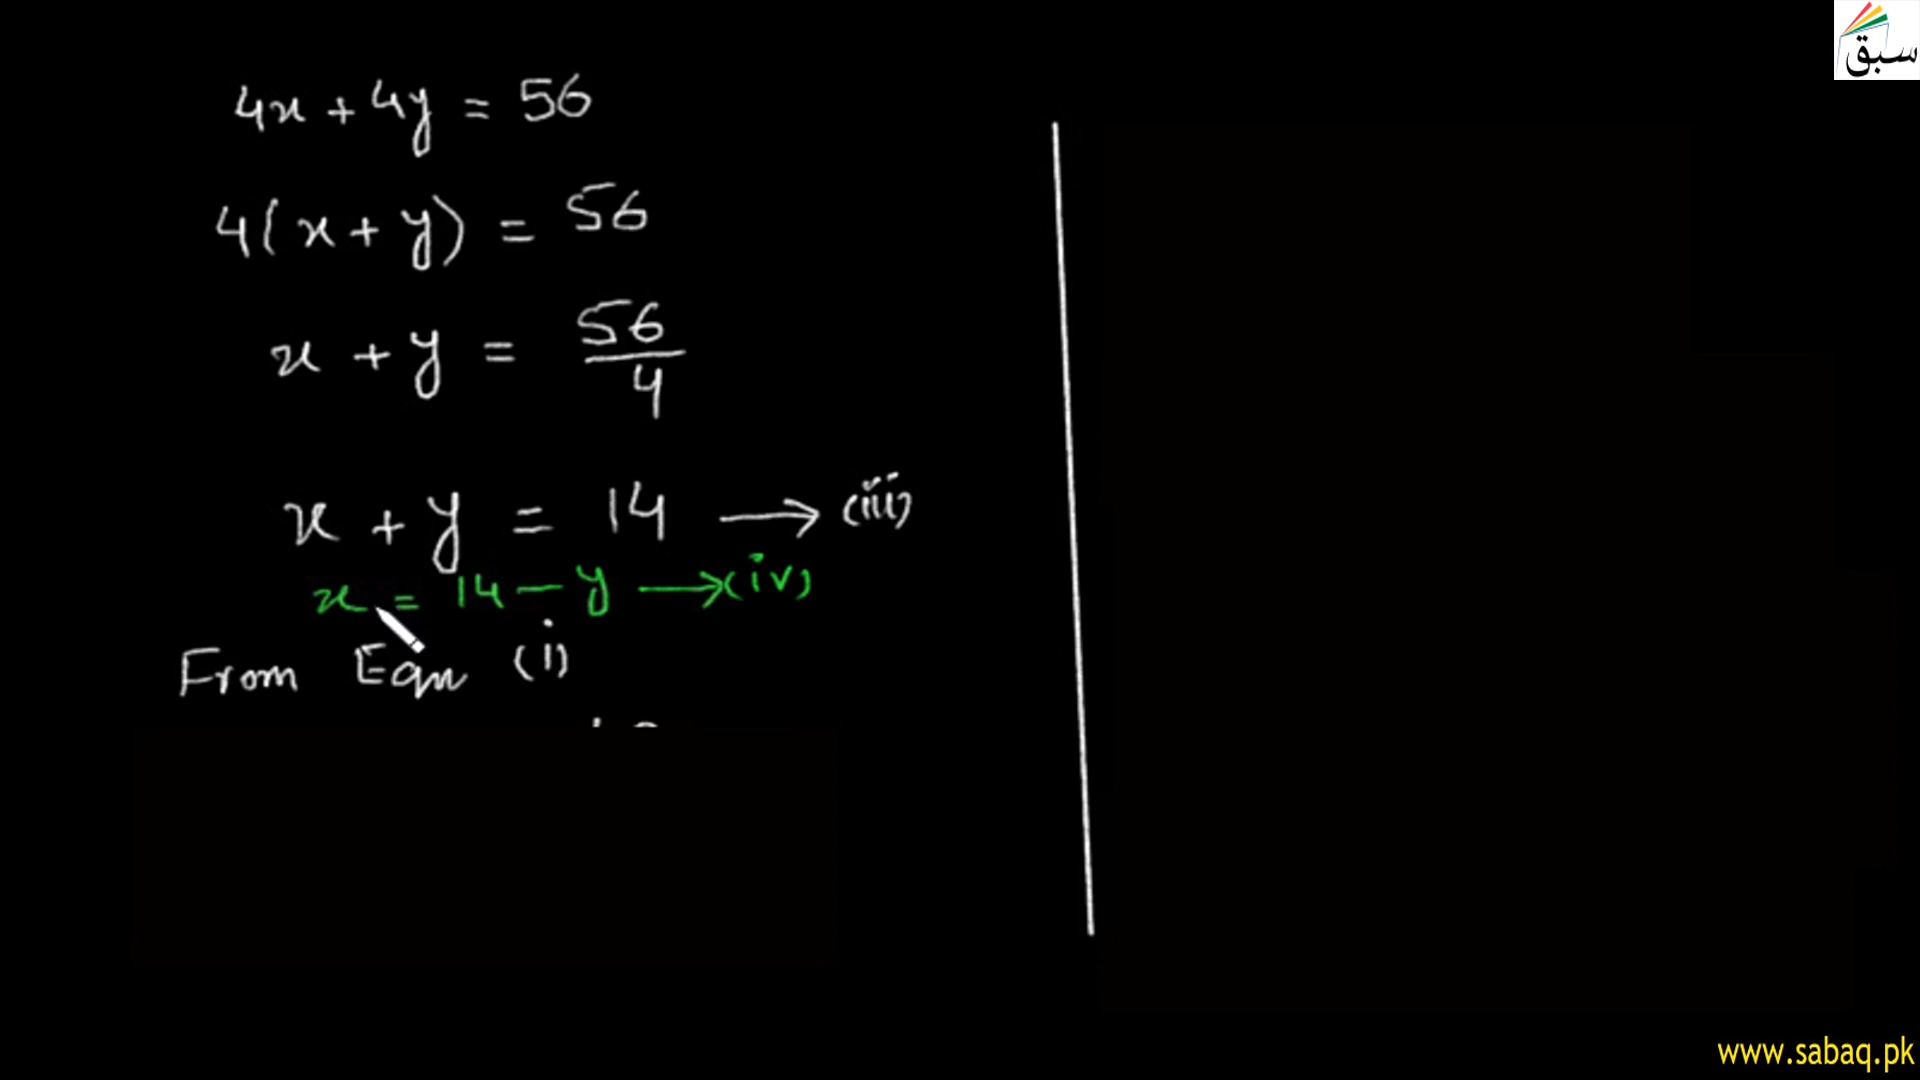 سبق
4x + 4y = 56
4(x + y) = 56
x + y = 56/4
x + y = 14 → (iii)
x = 14 - y → (iv)
From Eqn (i)
www.sabaq.pk